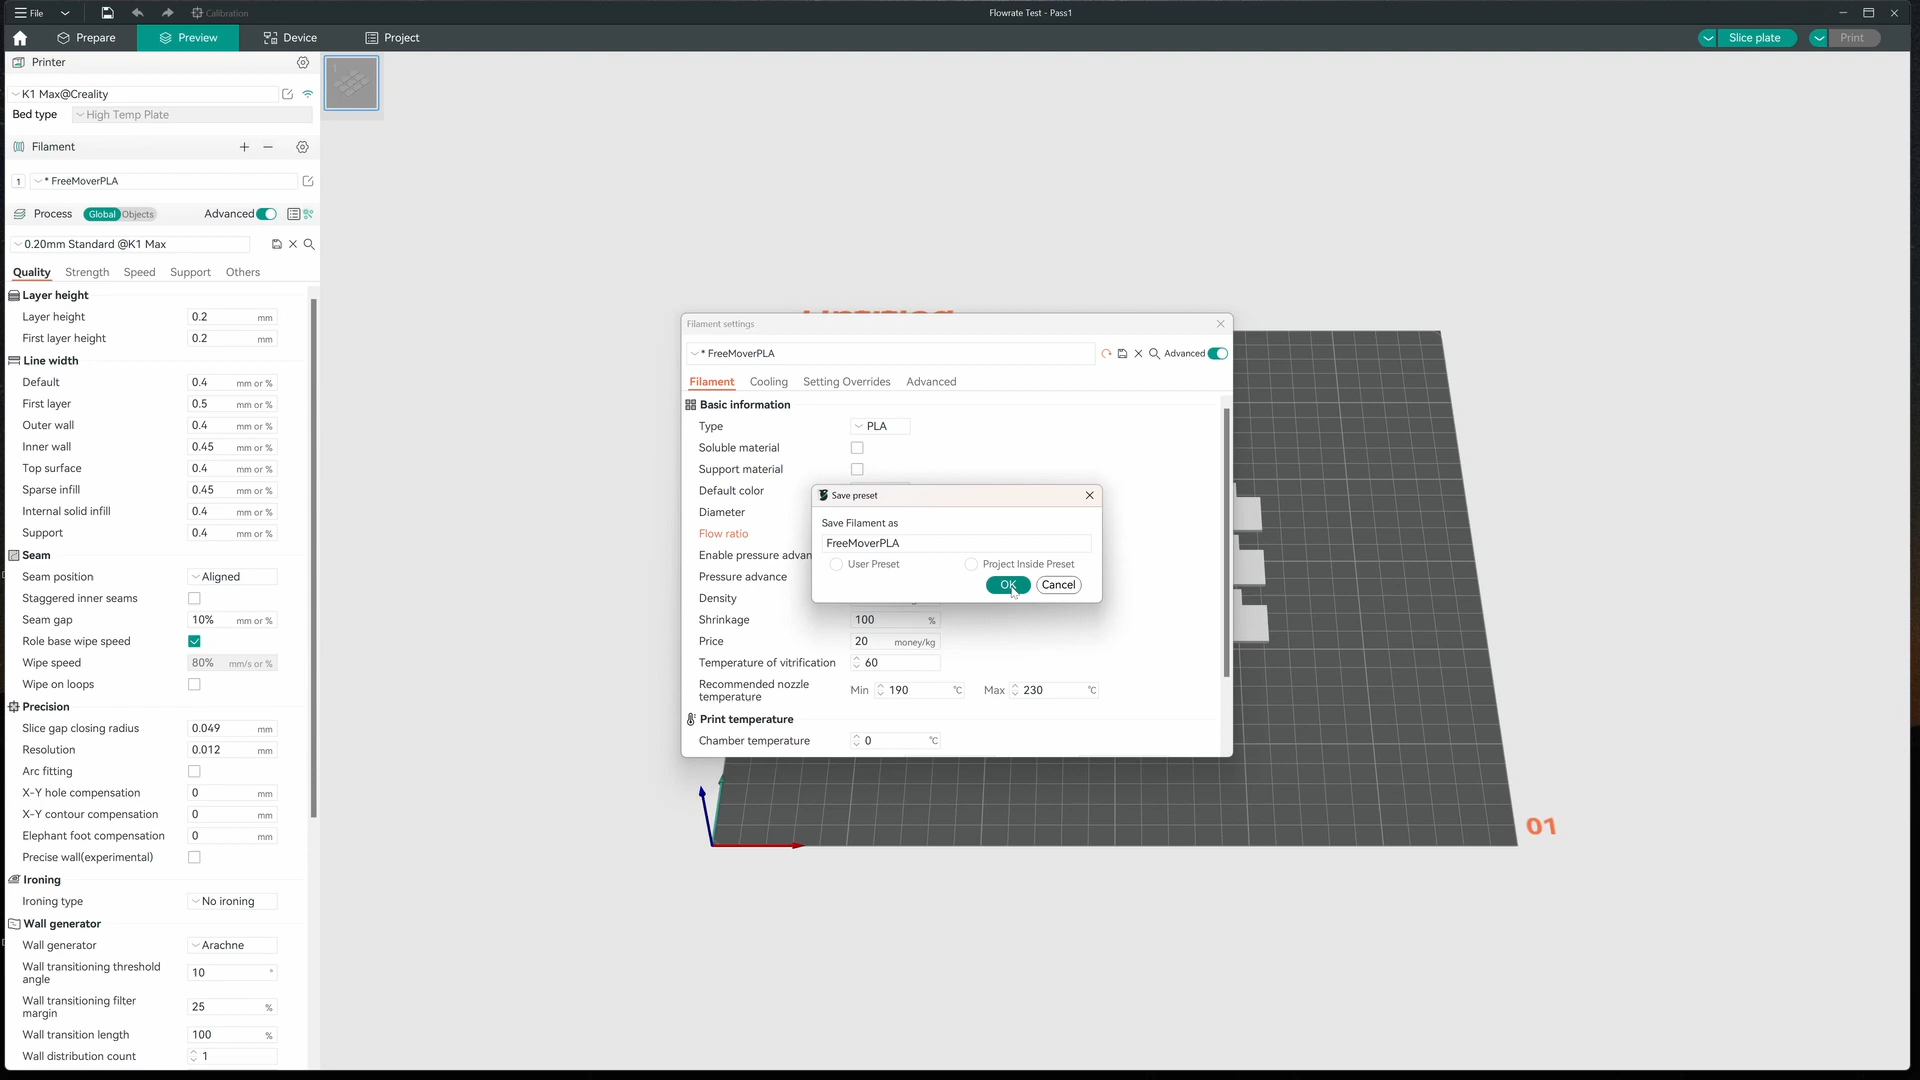 File
Calibration
Flowrate Test - Pass1
Prepare
Preview
Device
Project
Slice plate
Print
Printer
K1 Max@Creality
Bed type
High Temp Plate
Filament
1
* FreeMoverPLA
Process
Global
Objects
Advanced
0.20mm Standard @K1 Max
Quality
Strength
Speed
Support
Others
Layer height
Layer height 0.2 mm
First layer height 0.2 mm
Line width
Default 0.4 mm or %
First layer 0.5 mm or %
Outer wall 0.4 mm or %
Inner wall 0.45 mm or %
Top surface 0.4 mm or %
Sparse infill 0.45 mm or %
Internal solid infill 0.4 mm or %
Support 0.4 mm or %
Seam
Seam position Aligned
Staggered inner seams
Seam gap 10% mm or %
Role base wipe speed
Wipe speed 80% mm/s or %
Wipe on loops
Precision
Slice gap closing radius 0.049 mm
Resolution 0.012 mm
Arc fitting
X-Y hole compensation 0 mm
X-Y contour compensation 0 mm
Elephant foot compensation 0 mm
Precise wall(experimental)
Ironing
Ironing type No ironing
Wall generator
Wall generator Arachne
Wall transitioning threshold
angle 10 °
Wall transitioning filter
margin 25 %
Wall transition length 100 %
Wall distribution count 1
Filament settings
* FreeMoverPLA
Advanced
Filament
Cooling
Setting Overrides
Advanced
Basic information
Type PLA
Soluble material
Support material
Default color
Diameter
Flow ratio
Enable pressure advan
Pressure advance
Density
Shrinkage 100 %
Price 20 money/kg
Temperature of vitrification 60
Recommended nozzle
temperature Min 190 °C Max 230 °C
Print temperature
Chamber temperature 0 °C
Save preset
Save Filament as
FreeMoverPLA
User Preset
Project Inside Preset
OK
Cancel
01